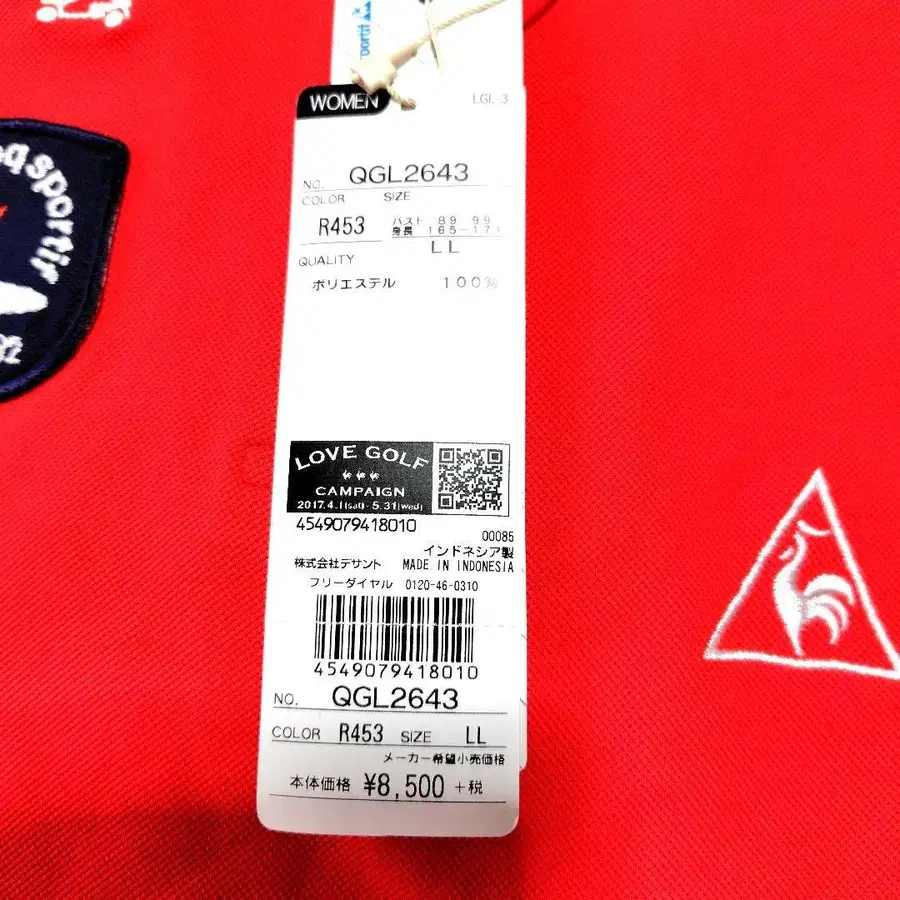 WOMEN
LGL-3
NO. QGL2643
COLOR SIZE
R453 バスト 89-99
身長 165-171
LL
QUALITY
ポリエステル 100%
LOVE GOLF
CAMPAIGN
2017.4.1(sat) - 5.31(wed)
4549079418010
00085
インドネシア製
株式会社デサント MADE IN INDONESIA
フリーダイヤル 0120-46-0310
4549079418010
NO. QGL2643
COLOR R453 SIZE LL
メーカー希望小売価格
本体価格 ¥8,500 +税
q sportif